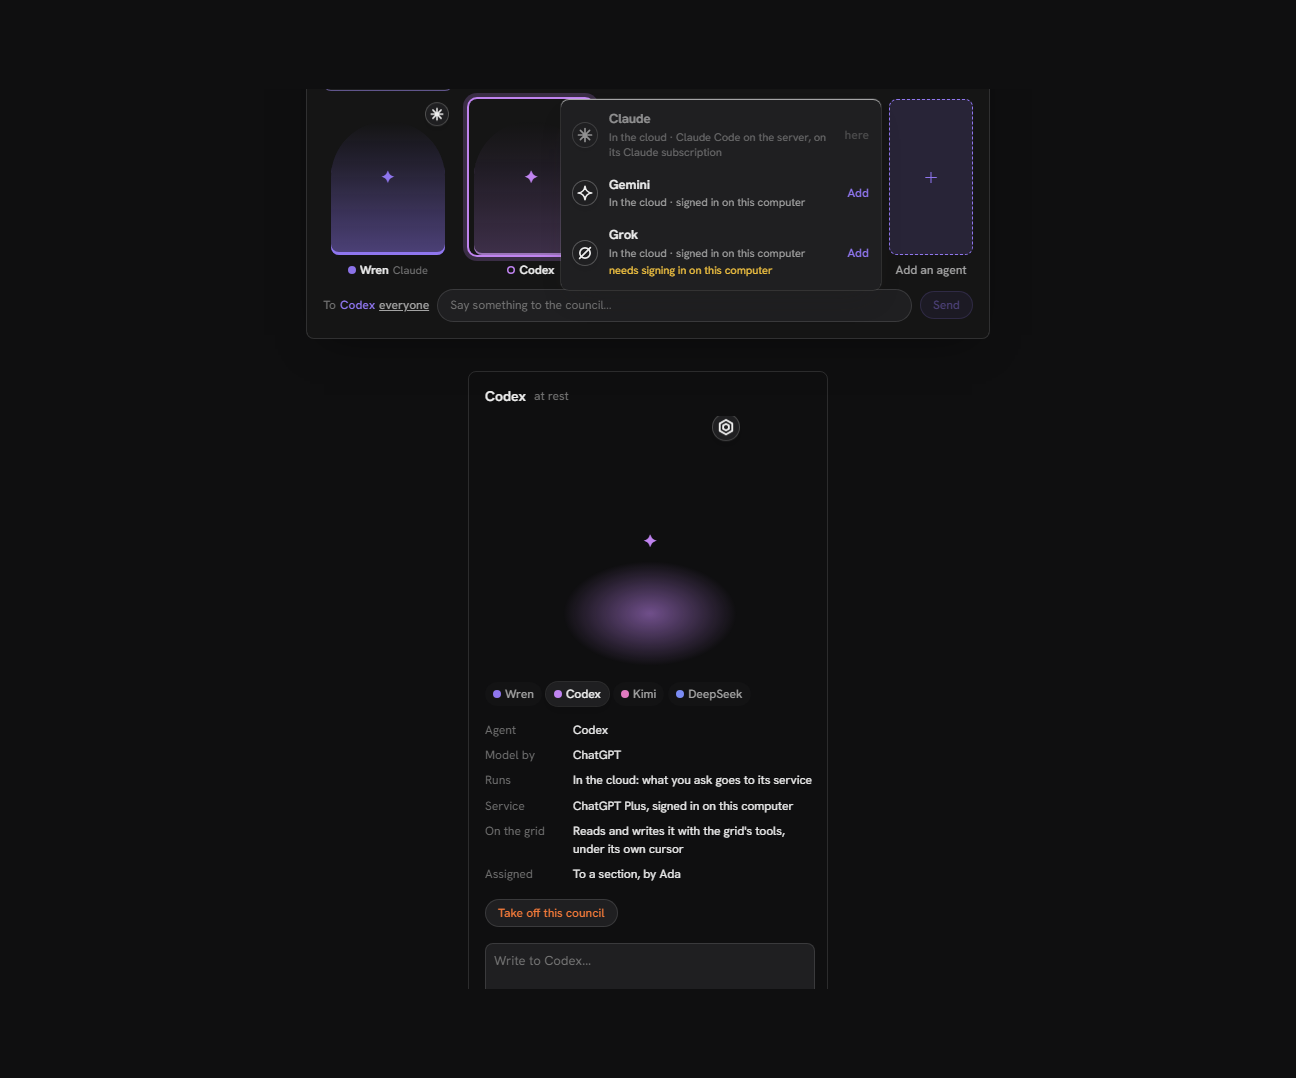 Claude
In the cloud · Claude Code on the server, on
its Claude subscription
here
Gemini
In the cloud · signed in on this computer
Add
Grok
In the cloud · signed in on this computer
needs signing in on this computer
Add
Wren Claude
Codex
Add an agent
To Codex everyone
Say something to the council...
Send
Codex at rest
Wren
Codex
Kimi
DeepSeek
Agent Codex
Model by ChatGPT
Runs In the cloud: what you ask goes to its service
Service ChatGPT Plus, signed in on this computer
On the grid Reads and writes it with the grid's tools,
under its own cursor
Assigned To a section, by Ada
Take off this council
Write to Codex...